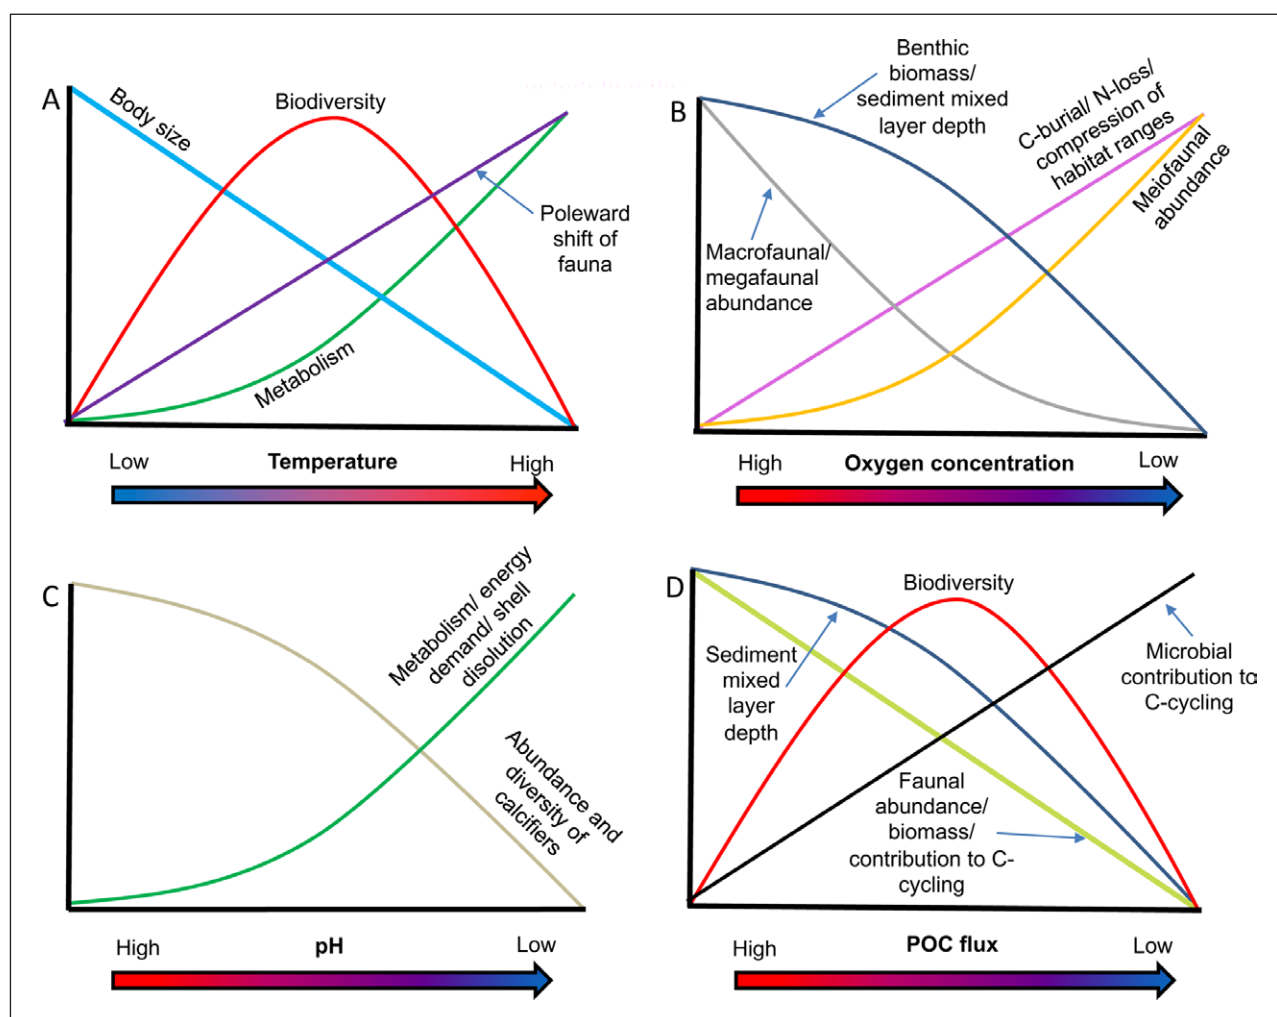 A
Body size
Biodiversity
Poleward
shift of
fauna
Metabolism
Low
Temperature
High
B
Benthic
biomass/
sediment mixed
layer depth
C-burial/ N-loss/
compression of
habitat ranges
Meiofaunal
abundance
Macrofaunal/
megafaunal
abundance
High
Oxygen concentration
Low
C
Metabolism/ energy
demand/ shell
disolution
Abundance and
diversity of
calcifiers
High
pH
Low
D
Biodiversity
Sediment
mixed
layer
depth
Microbial
contribution to
C-cycling
Faunal
abundance/
biomass/
contribution to C-
cycling
High
POC flux
Low